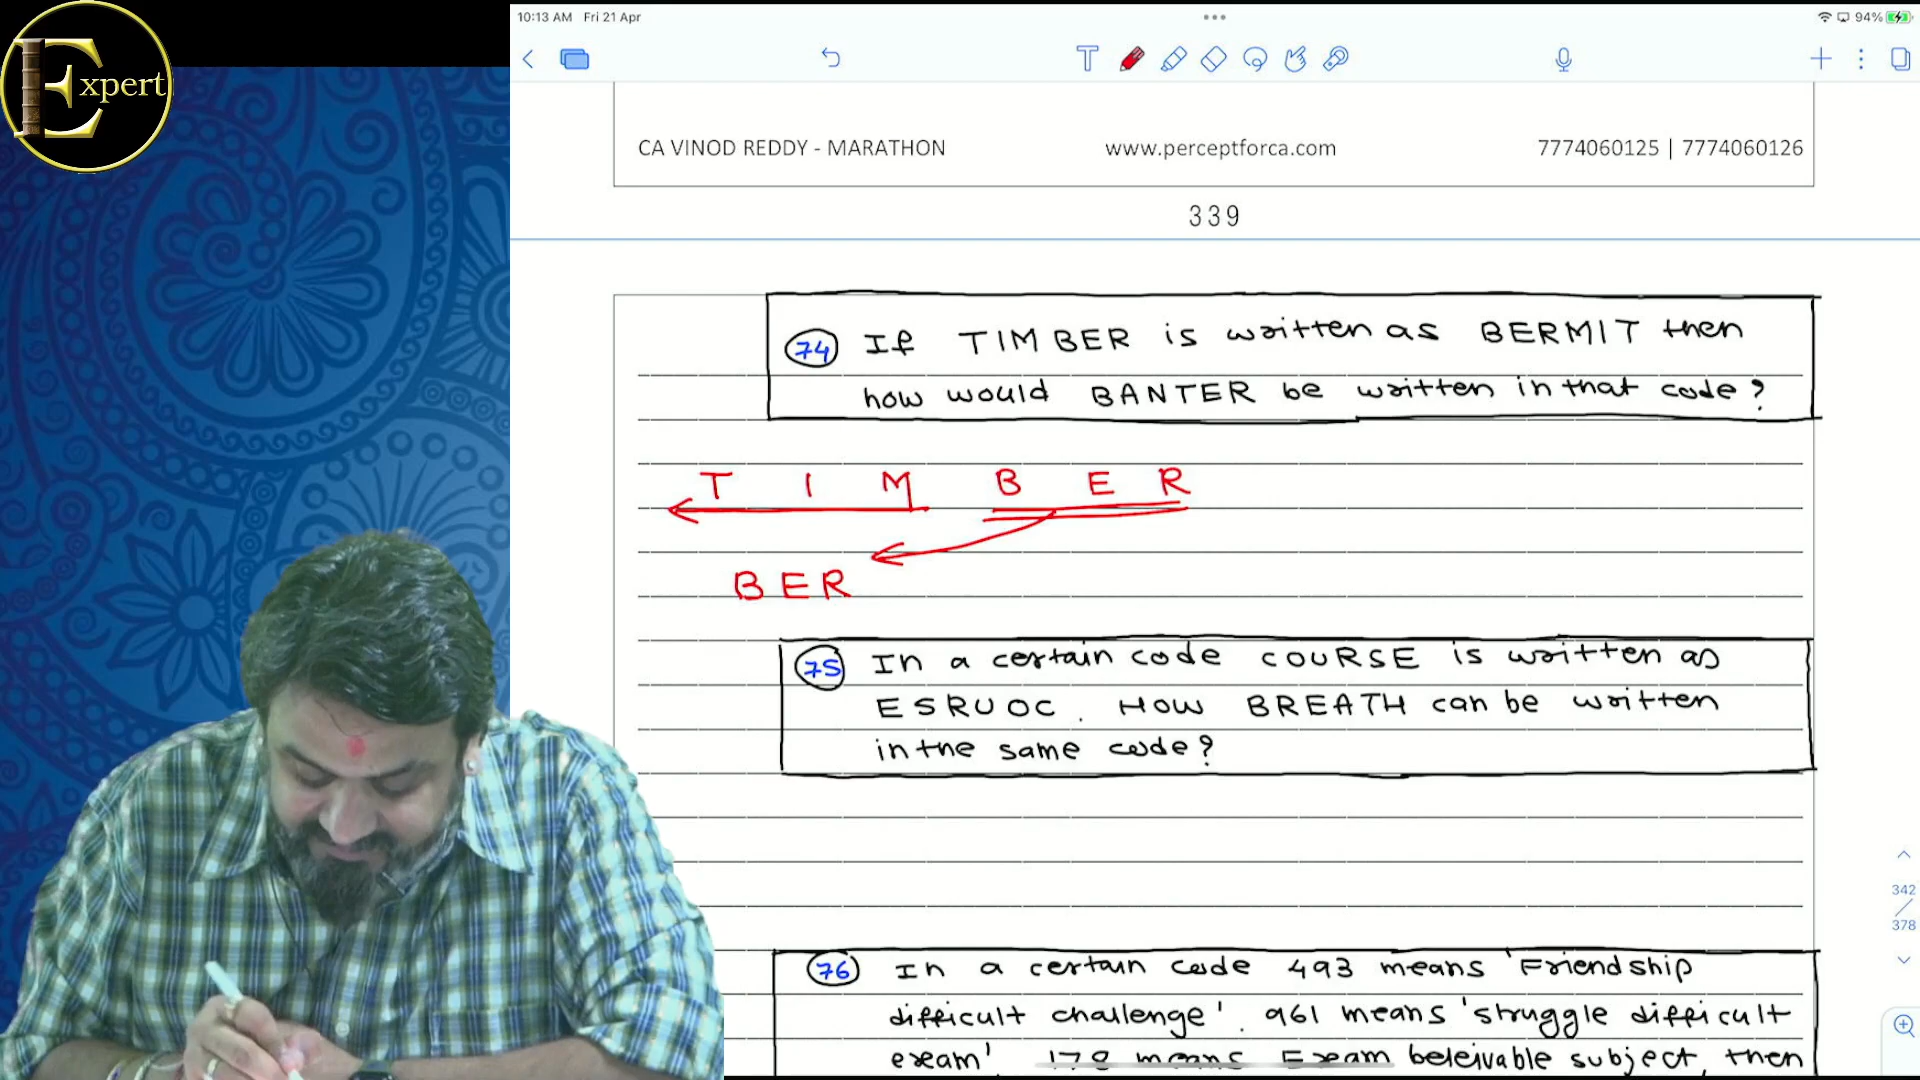 Expert
10:13 AM Fri 21 Apr
94%
CA VINOD REDDY - MARATHON www.perceptforca.com 7774060125 | 7774060126
339
74 If TIMBER is written as BERMIT then
how would BANTER be written in that code?
T I M B E R
B E R
75 In a certain code COURSE is written as
ESRUOC. How BREATH can be written
in the same code?
76 In a certain code 493 means 'Friendship
difficult challenge'. 961 means 'struggle difficult
exam'. 178 means Exam beleivable subject, then
342
378